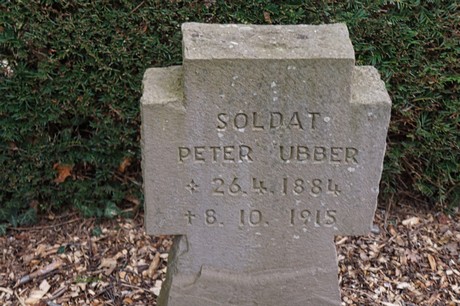 SOLDAT
PETER UBBER
✢ 26.4.1884
✝ 8.10.1915